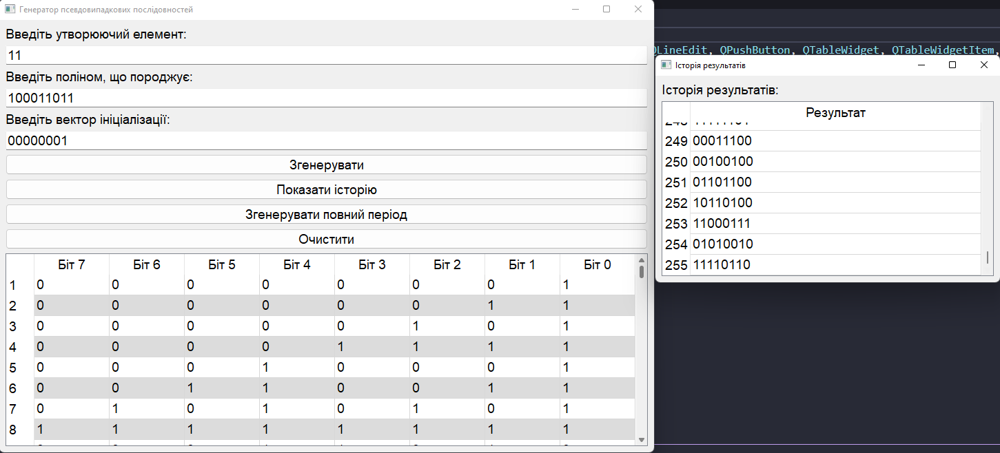 Генератор псевдовипадкових послідовностей
Введіть утворюючий елемент:
11
Введіть поліном, що породжує:
100011011
Введіть вектор ініціалізації:
00000001
Згенерувати
Показати історію
Згенерувати повний період
Очистити
Біт 7 Біт 6 Біт 5 Біт 4 Біт 3 Біт 2 Біт 1 Біт 0
1 0 0 0 0 0 0 0 1
2 0 0 0 0 0 0 1 1
3 0 0 0 0 0 1 0 1
4 0 0 0 0 1 1 1 1
5 0 0 0 1 0 0 0 1
6 0 0 1 1 0 0 1 1
7 0 1 0 1 0 1 0 1
8 1 1 1 1 1 1 1 1
QLineEdit, QPushButton, QTableWidget, QTableWidgetItem,
Історія результатів
Історія результатів:
Результат
249 00011100
250 00100100
251 01101100
252 10110100
253 11000111
254 01010010
255 11110110